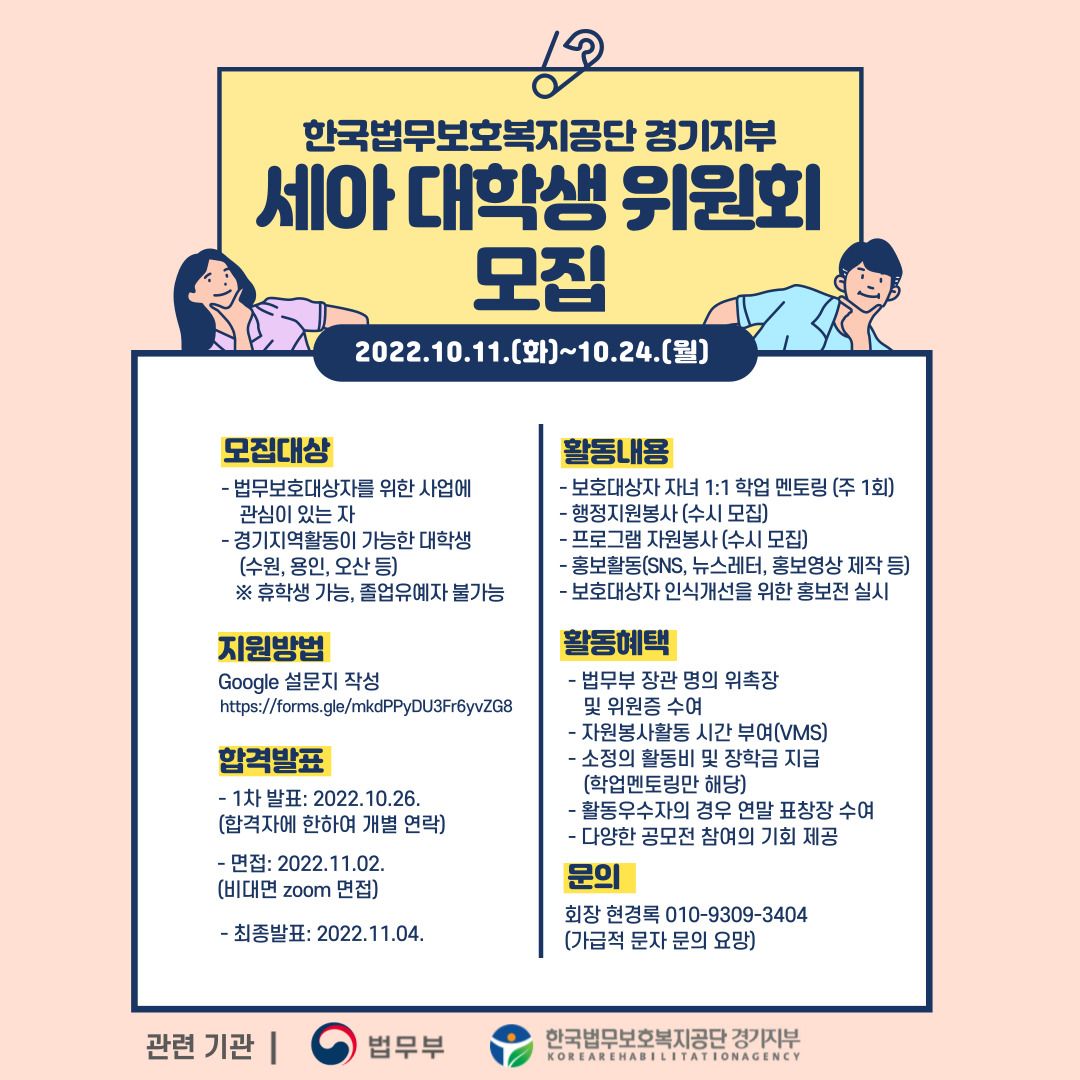 한국법무보호복지공단 경기지부
세아 대학생 위원회
모집
2022.10.11.(화)~10.24.(월)
모집대상
- 법무보호대상자를 위한 사업에
관심이 있는 자
- 경기지역활동이 가능한 대학생
(수원, 용인, 오산 등)
※ 휴학생 가능, 졸업유예자 불가능
지원방법
Google 설문지 작성
https://forms.gle/mkdPPyDU3Fr6yvZG8
합격발표
- 1차 발표: 2022.10.26.
(합격자에 한하여 개별 연락)
- 면접: 2022.11.02.
(비대면 zoom 면접)
- 최종발표: 2022.11.04.
활동내용
- 보호대상자 자녀 1:1 학업 멘토링 (주 1회)
- 행정지원봉사 (수시 모집)
- 프로그램 자원봉사 (수시 모집)
- 홍보활동(SNS, 뉴스레터, 홍보영상 제작 등)
- 보호대상자 인식개선을 위한 홍보전 실시
활동혜택
- 법무부 장관 명의 위촉장
및 위원증 수여
- 자원봉사활동 시간 부여(VMS)
- 소정의 활동비 및 장학금 지급
(학업멘토링만 해당)
- 활동우수자의 경우 연말 표창장 수여
- 다양한 공모전 참여의 기회 제공
문의
회장 현경록 010-9309-3404
(가급적 문자 문의 요망)
관련 기관 | 법무부 한국법무보호복지공단 경기지부
KOREAREHABILITATIONAGENCY